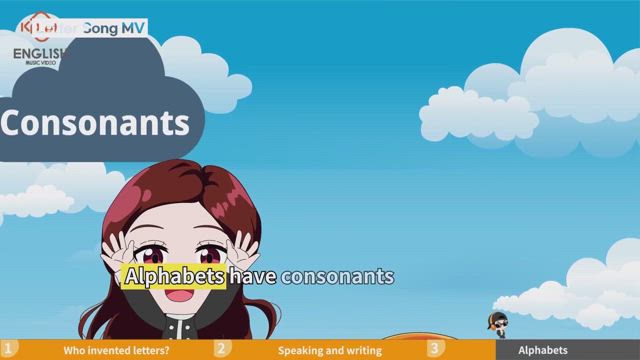 Letter Song MV
ENGLISH
MUSIC VIDEO
Consonants
Alphabets have consonants
1 Who invented letters? 2 Speaking and writing 3 Alphabets